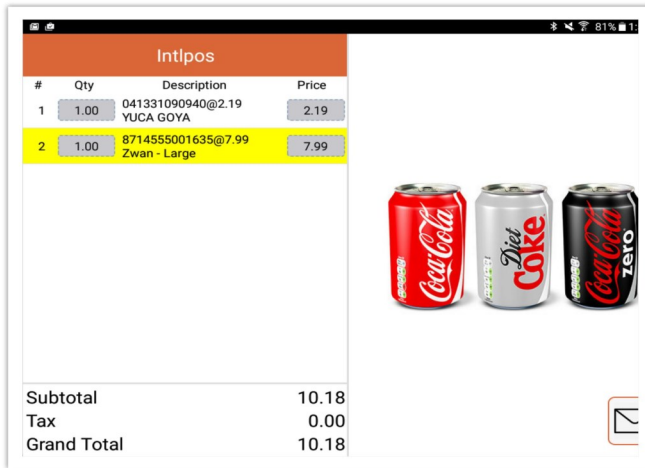 81% 1:
Intlpos
# Qty Description Price
1 1.00 041331090940@2.19 2.19
YUCA GOYA
2 1.00 8714555001635@7.99 7.99
Zwan - Large
Coca-Cola
Diet
Coke
Coca-Cola
zero
Subtotal 10.18
Tax 0.00
Grand Total 10.18